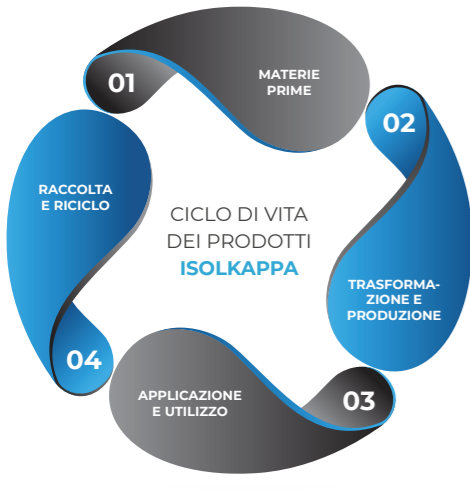 01
MATERIE
PRIME
02
TRASFORMA-
ZIONE E
PRODUZIONE
03
APPLICAZIONE
E UTILIZZO
04
RACCOLTA
E RICICLO
CICLO DI VITA
DEI PRODOTTI
ISOLKAPPA